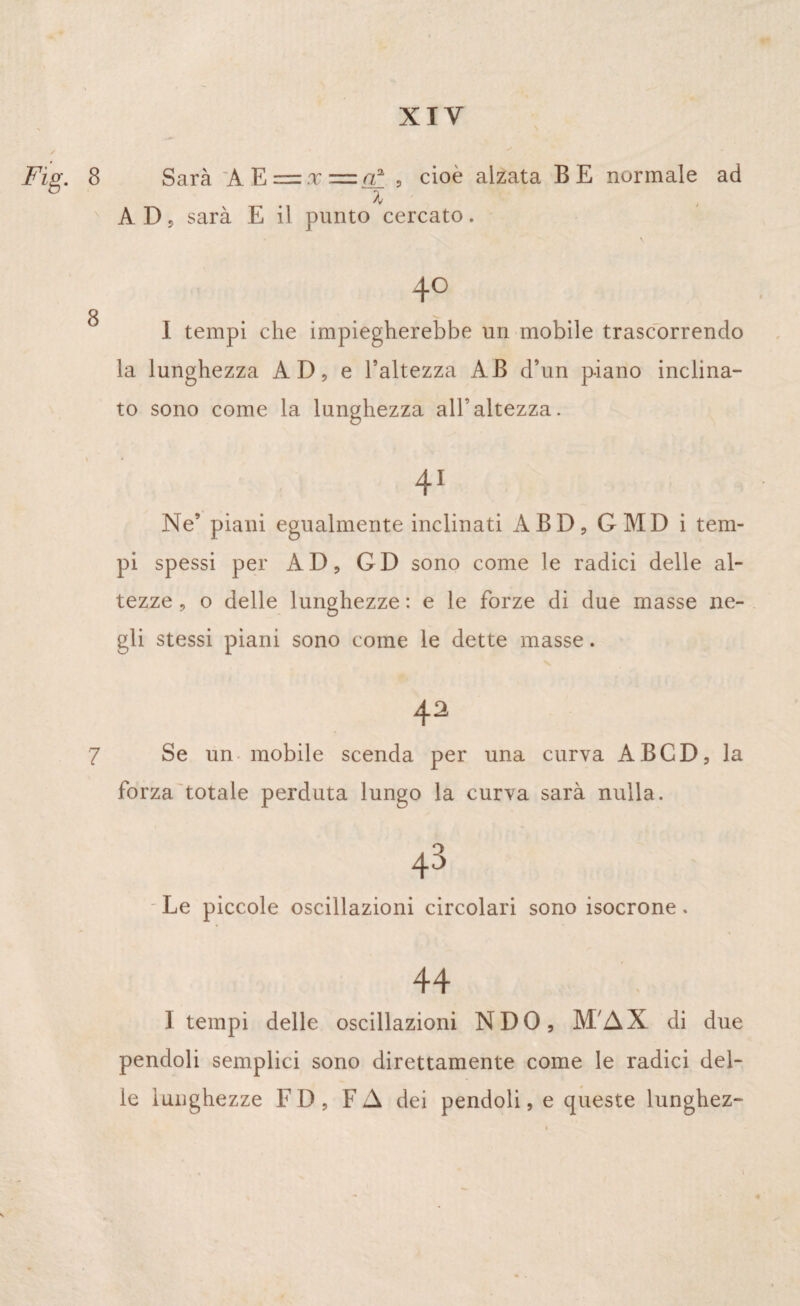 XIV
Fig. 8 Sarà A E = x = a² , cioè alzata B E normale ad
λ
A D, sarà E il punto cercato.
40
8 I tempi che impiegherebbe un mobile trascorrendo
la lunghezza A D, e l'altezza A B d'un piano inclina-
to sono come la lunghezza all'altezza.
41
Ne' piani egualmente inclinati A B D, G M D i tem-
pi spessi per A D, G D sono come le radici delle al-
tezze, o delle lunghezze: e le forze di due masse ne-
gli stessi piani sono come le dette masse.
42
7 Se un mobile scenda per una curva A B C D, la
forza totale perduta lungo la curva sarà nulla.
43
Le piccole oscillazioni circolari sono isocrone.
44
I tempi delle oscillazioni N D O, M'ΔX di due
pendoli semplici sono direttamente come le radici del-
le lunghezze F D, F Δ dei pendoli, e queste lunghez-